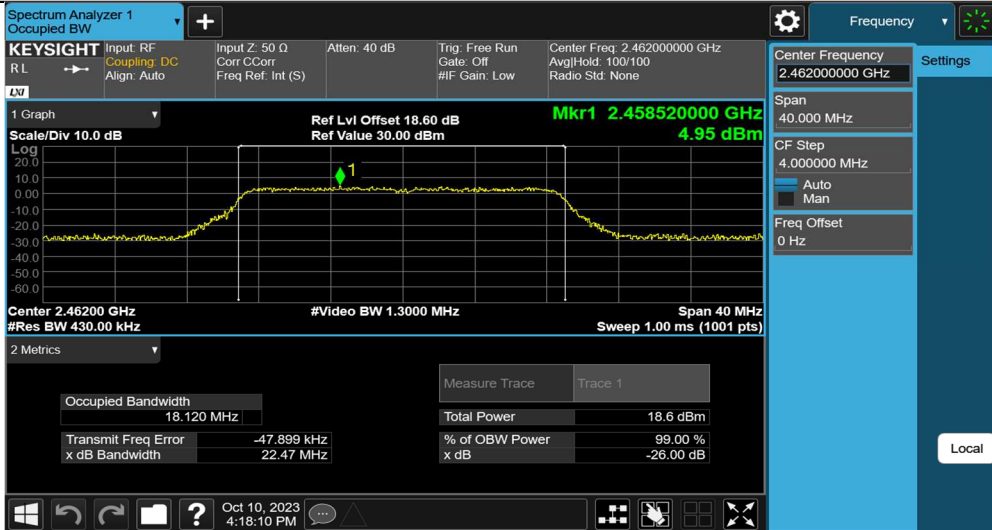 Spectrum Analyzer 1
Occupied BW
+
Frequency
KEYSIGHT
RL
LXI
Input: RF
Coupling: DC
Align: Auto
Input Z: 50 Ω
Corr CCorr
Freq Ref: Int (S)
Atten: 40 dB
Trig: Free Run
Gate: Off
#IF Gain: Low
Center Freq: 2.462000000 GHz
Avg|Hold: 100/100
Radio Std: None
Center Frequency
2.462000000 GHz
Settings
Span
40.000 MHz
CF Step
4.000000 MHz
Auto
Man
Freq Offset
0 Hz
Local
1 Graph
Scale/Div 10.0 dB
Ref Lvl Offset 18.60 dB
Ref Value 30.00 dBm
Mkr1 2.458520000 GHz
4.95 dBm
Log
20.0
10.0
0.00
-10.0
-20.0
-30.0
-40.0
-50.0
-60.0
1
Center 2.46200 GHz
#Res BW 430.00 kHz
#Video BW 1.3000 MHz
Span 40 MHz
Sweep 1.00 ms (1001 pts)
2 Metrics
Measure Trace Trace 1
Occupied Bandwidth
18.120 MHz
Total Power 18.6 dBm
Transmit Freq Error -47.899 kHz
% of OBW Power 99.00 %
x dB Bandwidth 22.47 MHz
x dB -26.00 dB
?
Oct 10, 2023
4:18:10 PM